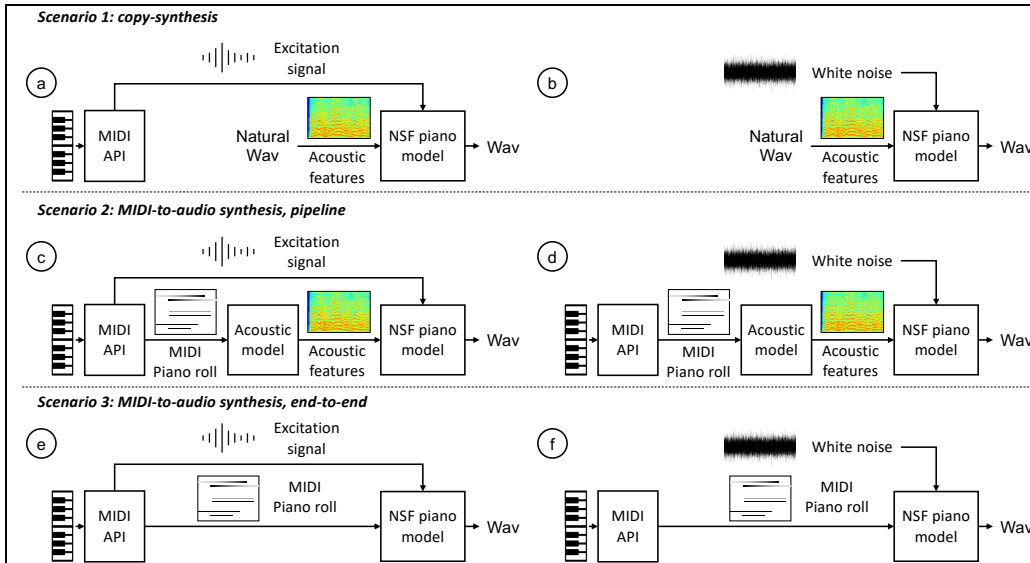 Scenario 1: copy-synthesis
a
Excitation
signal
MIDI
API
Natural
Wav
Acoustic
features
NSF piano
model
Wav
b
White noise
Natural
Wav
Acoustic
features
NSF piano
model
Wav
Scenario 2: MIDI-to-audio synthesis, pipeline
c
Excitation
signal
MIDI
API
MIDI
Piano roll
Acoustic
model
Acoustic
features
NSF piano
model
Wav
d
White noise
MIDI
API
MIDI
Piano roll
Acoustic
model
Acoustic
features
NSF piano
model
Wav
Scenario 3: MIDI-to-audio synthesis, end-to-end
e
Excitation
signal
MIDI
API
MIDI
Piano roll
NSF piano
model
Wav
f
White noise
MIDI
API
MIDI
Piano roll
NSF piano
model
Wav